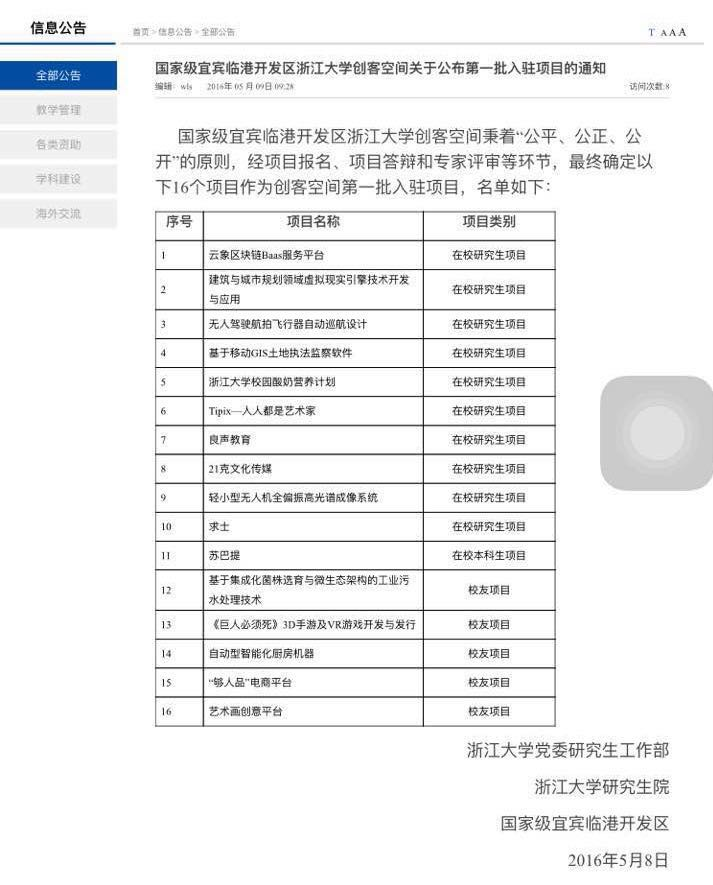 信息公告
首页 > 信息公告 > 全部公告
T A A A
全部公告
教学管理
各类资助
学科建设
海外交流
国家级宜宾临港开发区浙江大学创客空间关于公布第一批入驻项目的通知
编辑： wls 2016年 05 月 09日 09:28 访问次数:8
国家级宜宾临港开发区浙江大学创客空间秉着“公平、公正、公
开”的原则，经项目报名、项目答辩和专家评审等环节，最终确定以
下16个项目作为创客空间第一批入驻项目，名单如下：
序号 项目名称 项目类别
1 云象区块链Baas服务平台 在校研究生项目
2 建筑与城市规划领域虚拟现实引擎技术开发 在校研究生项目
与应用
3 无人驾驶航拍飞行器自动巡航设计 在校研究生项目
4 基于移动GIS土地执法监察软件 在校研究生项目
5 浙江大学校园酸奶营养计划 在校研究生项目
6 Tipix—人人都是艺术家 在校研究生项目
7 良声教育 在校研究生项目
8 21克文化传媒 在校研究生项目
9 轻小型无人机全偏振高光谱成像系统 在校研究生项目
10 求士 在校研究生项目
11 苏巴提 在校本科生项目
12 基于集成化菌株选育与微生态架构的工业污 校友项目
水处理技术
13 《巨人必须死》3D手游及VR游戏开发与发行 校友项目
14 自动型智能化厨房机器 校友项目
15 “够人品”电商平台 校友项目
16 艺术画创意平台 校友项目
浙江大学党委研究生工作部
浙江大学研究生院
国家级宜宾临港开发区
2016年5月8日